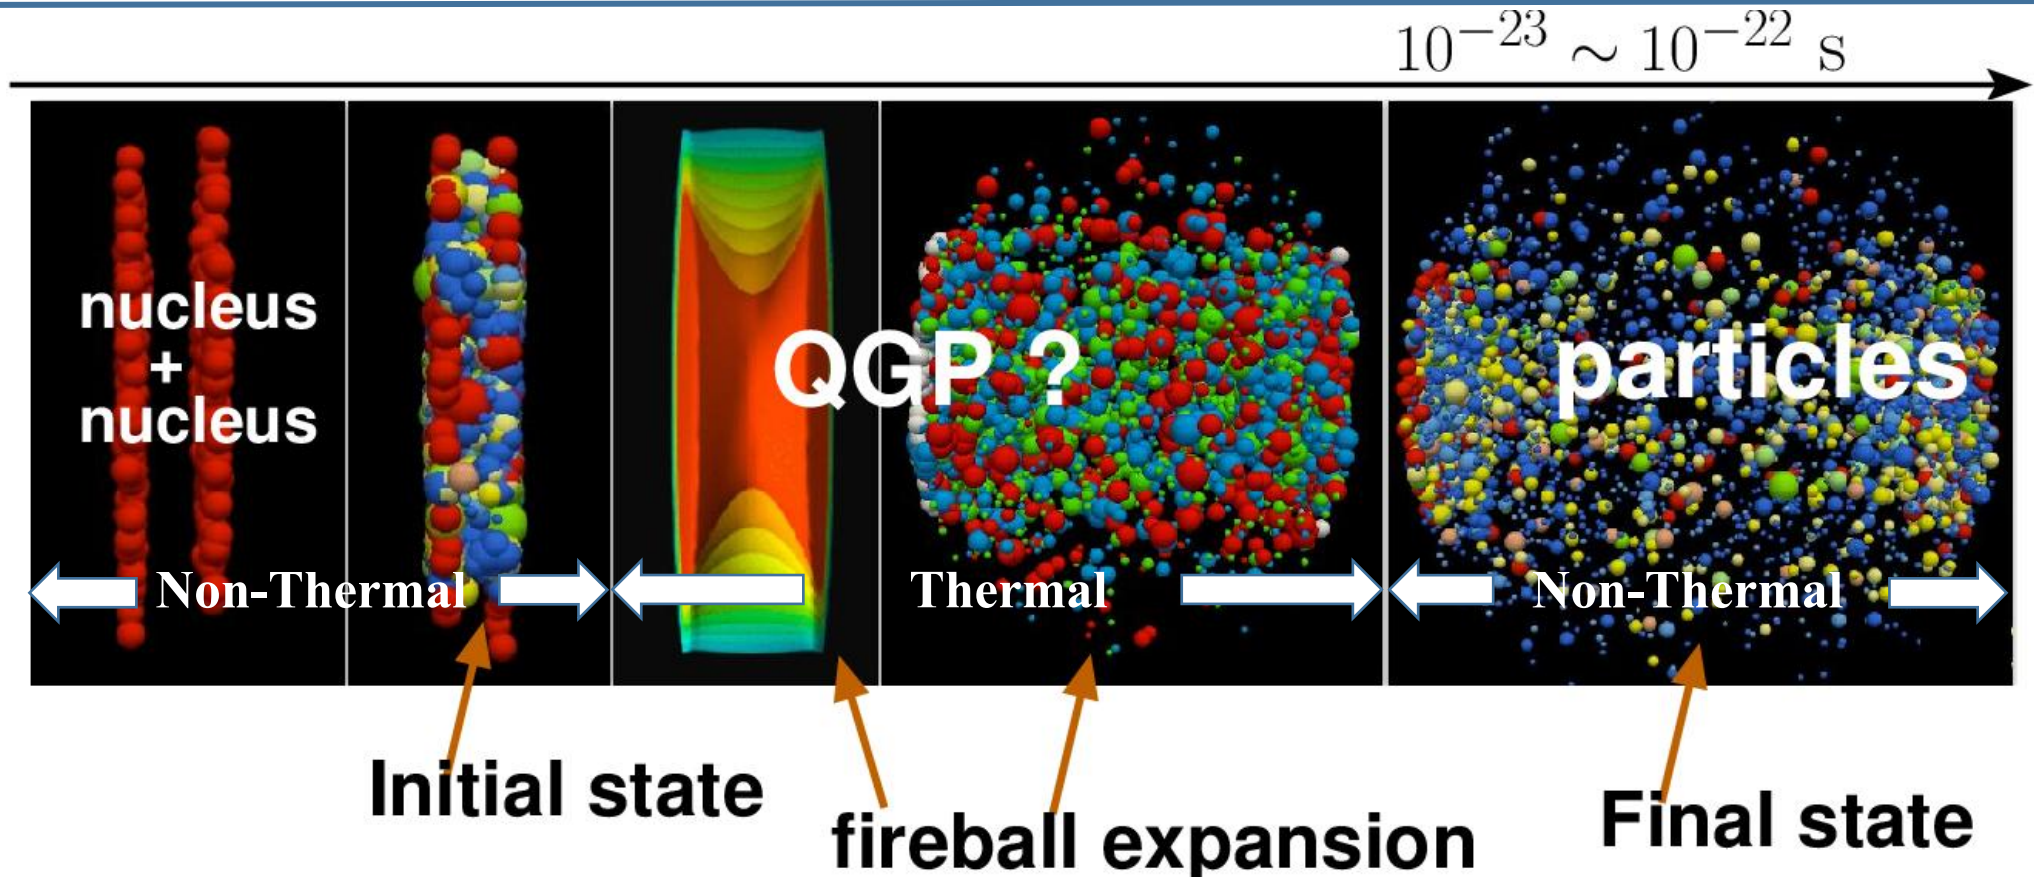 10⁻²³ ∼ 10⁻²² s
nucleus
+
nucleus
QGP ?
particles
Non-Thermal
Thermal
Non-Thermal
Initial state
fireball expansion
Final state